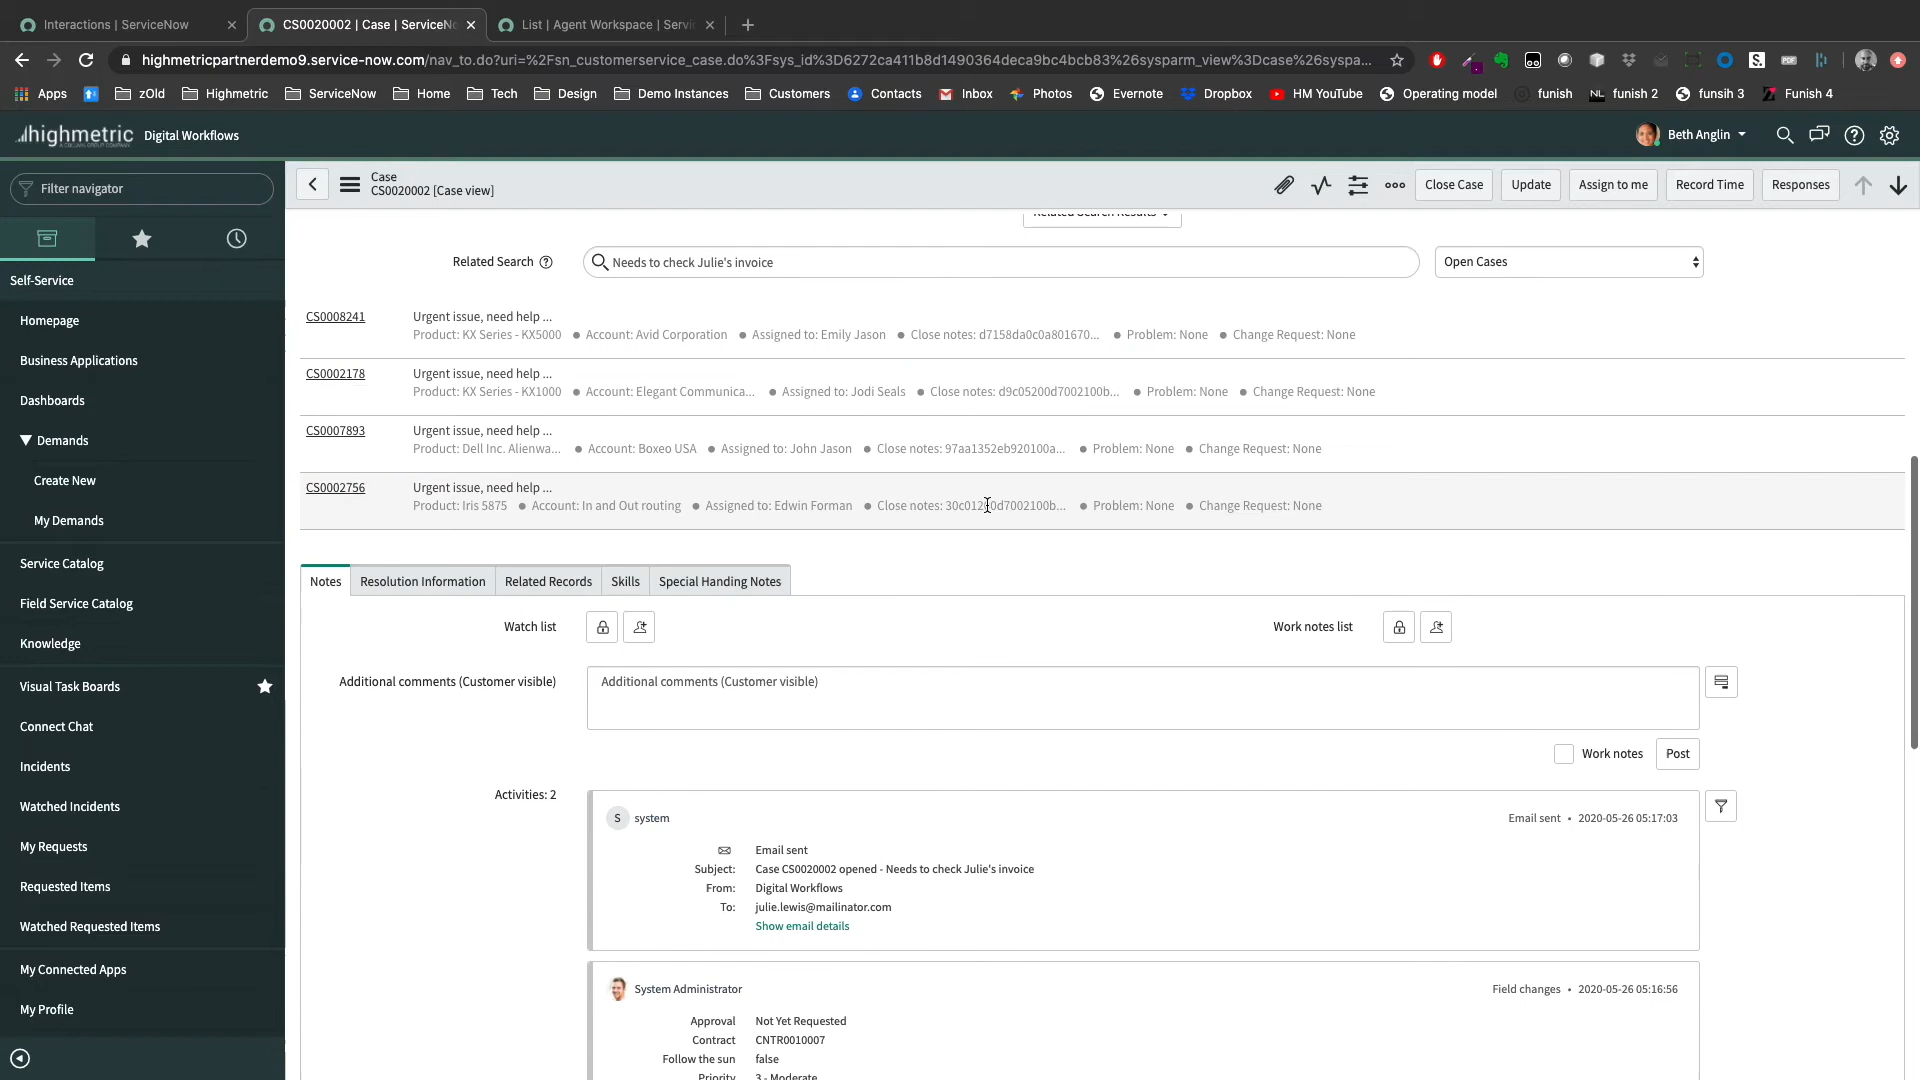 Interactions | ServiceNow
CS0020002 | Case | ServiceNo
List | Agent Workspace | Servi
highmetricpartnerdemo9.service-now.com/nav_to.do?uri=%2Fsn_customerservice_case.do%3Fsys_id%3D6272ca411b8d1490364deca9bc4bcb83%26sysparm_view%3Dcase%26syspa...
Apps
zOld
Highmetric
ServiceNow
Home
Tech
Design
Demo Instances
Customers
Contacts
Inbox
Photos
Evernote
Dropbox
HM YouTube
Operating model
funish
NL funish 2
funsih 3
Funish 4
highmetric
Digital Workflows
Beth Anglin
Filter navigator
Case
CS0020002 [Case view]
Close Case
Update
Assign to me
Record Time
Responses
Self-Service
Homepage
Business Applications
Dashboards
Demands
Create New
My Demands
Service Catalog
Field Service Catalog
Knowledge
Visual Task Boards
Connect Chat
Incidents
Watched Incidents
My Requests
Requested Items
Watched Requested Items
My Connected Apps
My Profile
Related Search Results
Related Search
Needs to check Julie's invoice
Open Cases
CS0008241 Urgent issue, need help ...
Product: KX Series - KX5000 ● Account: Avid Corporation ● Assigned to: Emily Jason ● Close notes: d7158da0c0a801670... ● Problem: None ● Change Request: None
CS0002178 Urgent issue, need help ...
Product: KX Series - KX1000 ● Account: Elegant Communica... ● Assigned to: Jodi Seals ● Close notes: d9c05200d7002100b... ● Problem: None ● Change Request: None
CS0007893 Urgent issue, need help ...
Product: Dell Inc. Alienwa... ● Account: Boxeo USA ● Assigned to: John Jason ● Close notes: 97aa1352eb920100a... ● Problem: None ● Change Request: None
CS0002756 Urgent issue, need help ...
Product: Iris 5875 ● Account: In and Out routing ● Assigned to: Edwin Forman ● Close notes: ● Problem: None ● Change Request: None
Notes
Resolution Information
Related Records
Skills
Special Handing Notes
Watch list
Work notes list
Additional comments (Customer visible)
Additional comments (Customer visible)
Work notes
Post
Activities: 2
S system
Email sent • 2020-05-26 05:17:03
Email sent
Subject: Case CS0020002 opened - Needs to check Julie's invoice
From: Digital Workflows
To: julie.lewis@mailinator.com
Show email details
System Administrator
Field changes • 2020-05-26 05:16:56
Approval Not Yet Requested
Contract CNTR0010007
Follow the sun false
Priority 3 - Moderate